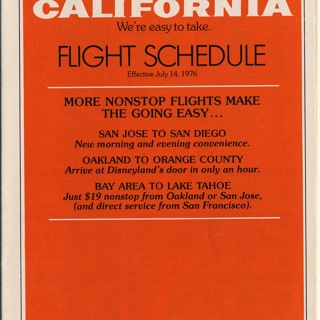 CALIFORNIA
We're easy to take.
FLIGHT SCHEDULE
Effective July 14, 1976
MORE NONSTOP FLIGHTS MAKE
THE GOING EASY...
SAN JOSE TO SAN DIEGO
New morning and evening convenience.
OAKLAND TO ORANGE COUNTY
Arrive at Disneyland's door in only an hour.
BAY AREA TO LAKE TAHOE
Just $19 nonstop from Oakland or San Jose,
(and direct service from San Francisco).